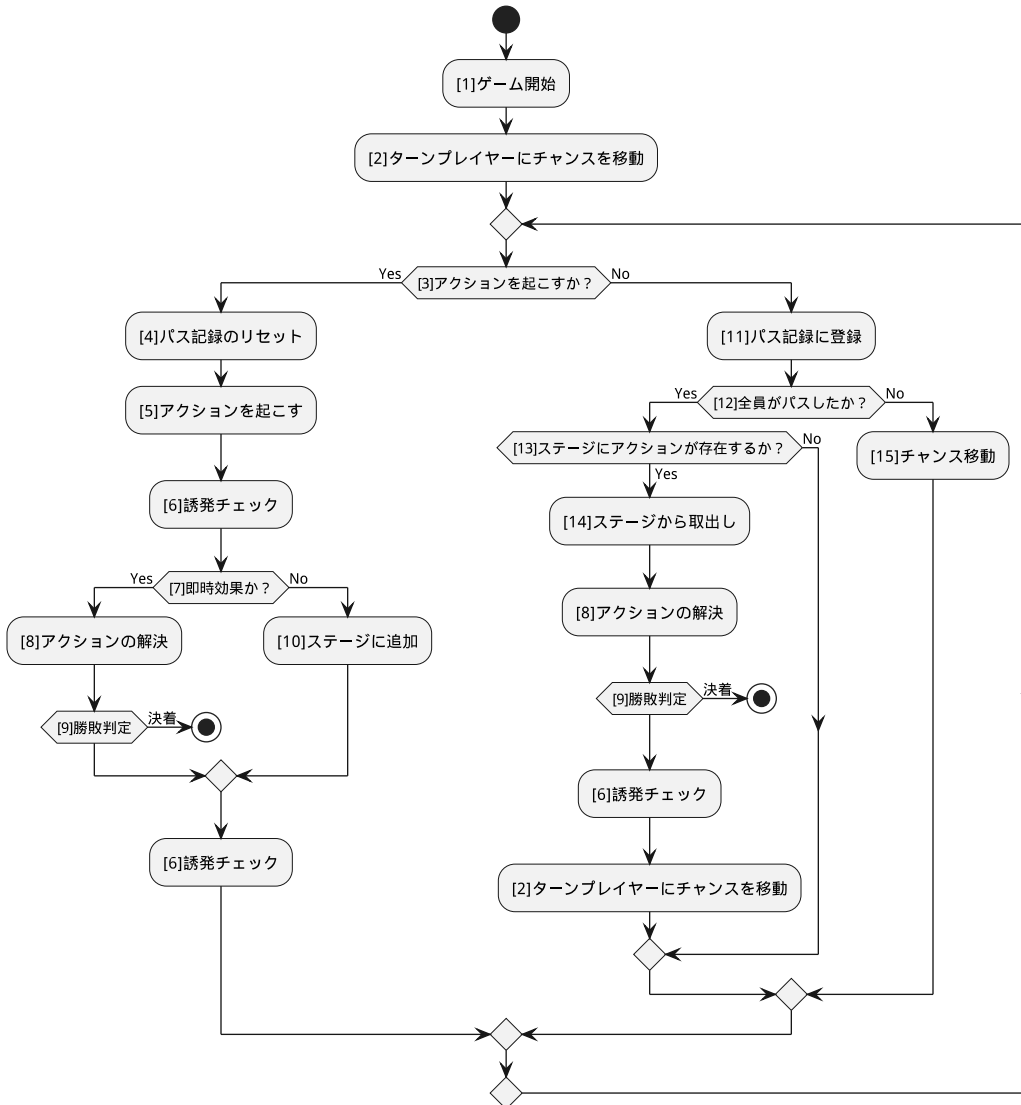 [1]ゲーム開始
[2]ターンプレイヤーにチャンスを移動
[3]アクションを起こすか？
Yes
No
[4]パス記録のリセット
[5]アクションを起こす
[6]誘発チェック
[7]即時効果か？
Yes
No
[8]アクションの解決
[9]勝敗判定
決着
[10]ステージに追加
[6]誘発チェック
[11]パス記録に登録
[12]全員がパスしたか？
Yes
No
[13]ステージにアクションが存在するか？
No
Yes
[14]ステージから取出し
[8]アクションの解決
[9]勝敗判定
決着
[6]誘発チェック
[2]ターンプレイヤーにチャンスを移動
[15]チャンス移動